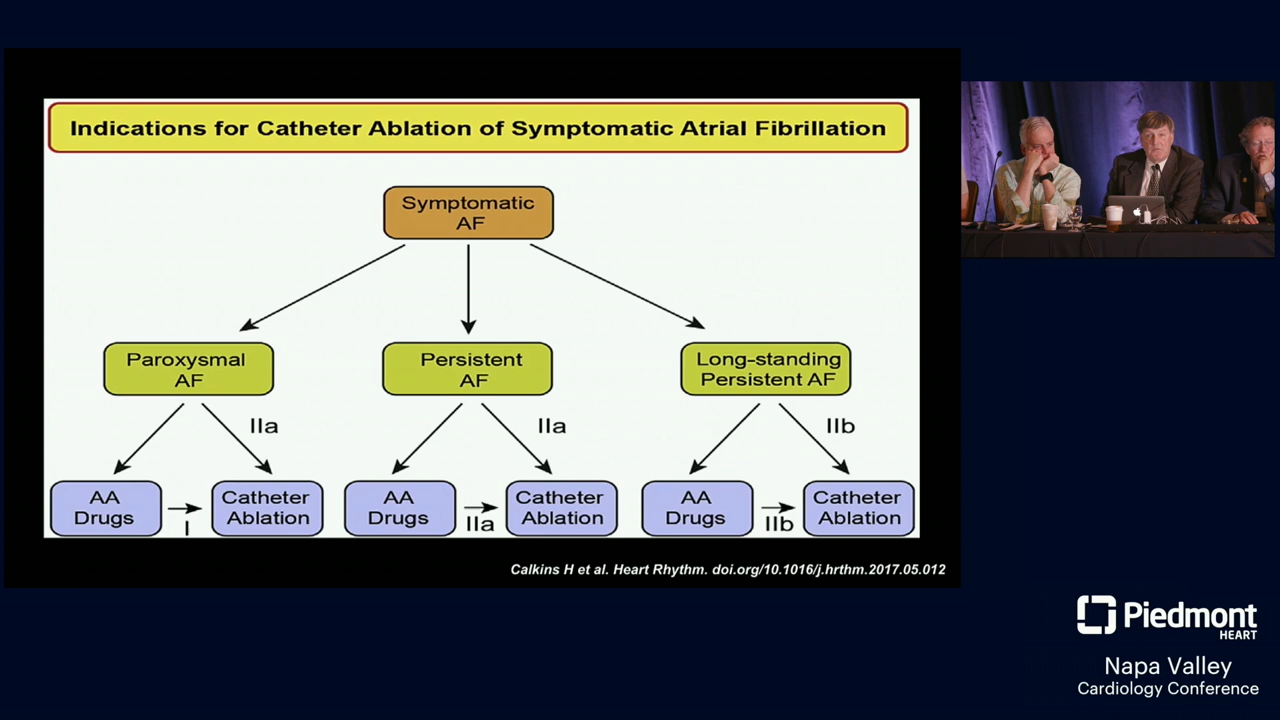 Indications for Catheter Ablation of Symptomatic Atrial Fibrillation
Symptomatic
AF
Paroxysmal
AF
Persistent
AF
Long-standing
Persistent AF
IIa
IIa
IIb
AA
Drugs
I
Catheter
Ablation
AA
Drugs
IIa
Catheter
Ablation
AA
Drugs
IIb
Catheter
Ablation
Calkins H et al. Heart Rhythm. doi.org/10.1016/j.hrthm.2017.05.012
Piedmont
HEART
Napa Valley
Cardiology Conference